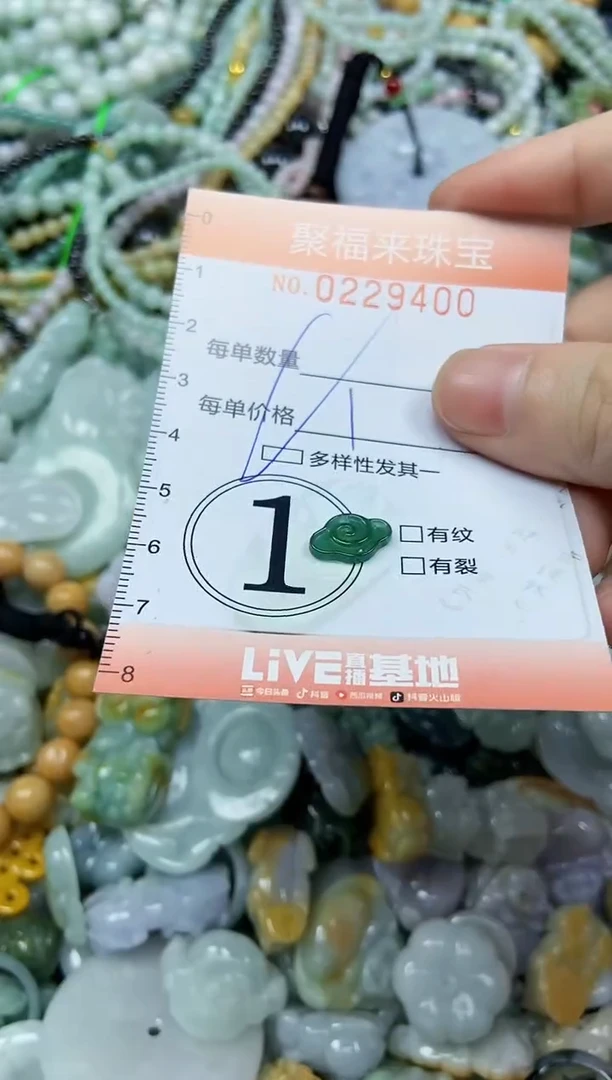 0
聚福来珠宝
1
NO.0229400
2
每单数量
3
每单价格
4
多样性发其一
5
1
有纹
6
有裂
7
LiVE直播基地
8
今日头条 抖音 西瓜视频 抖音火山版